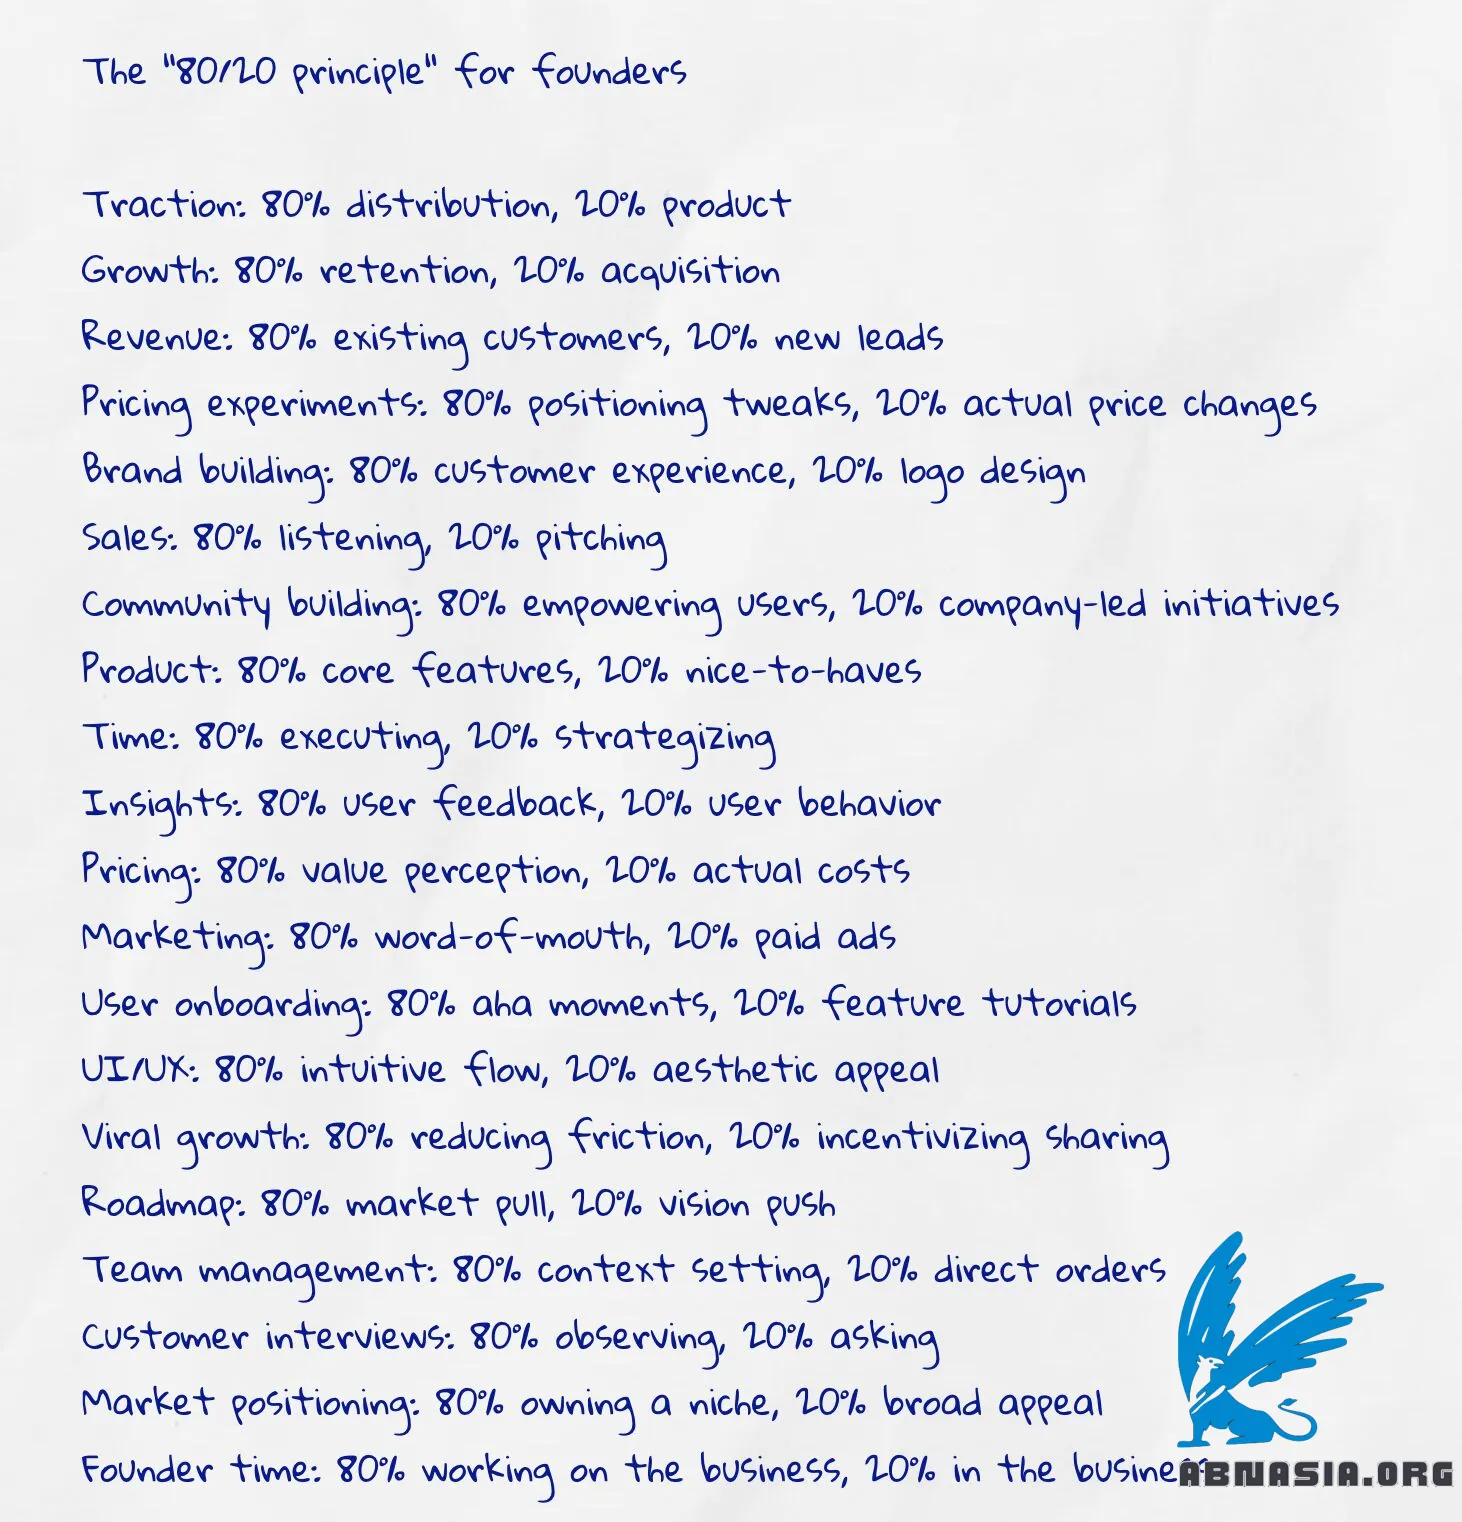 The "80/20 principle" for founders
Traction: 80% distribution, 20% product
Growth: 80% retention, 20% acquisition
Revenue: 80% existing customers, 20% new leads
Pricing experiments: 80% positioning tweaks, 20% actual price changes
Brand building: 80% customer experience, 20% logo design
Sales: 80% listening, 20% pitching
Community building: 80% empowering users, 20% company-led initiatives
Product: 80% core features, 20% nice-to-haves
Time: 80% executing, 20% strategizing
Insights: 80% user feedback, 20% user behavior
Pricing: 80% value perception, 20% actual costs
Marketing: 80% word-of-mouth, 20% paid ads
User onboarding: 80% aha moments, 20% feature tutorials
UI/UX: 80% intuitive flow, 20% aesthetic appeal
Viral growth: 80% reducing friction, 20% incentivizing sharing
Roadmap: 80% market pull, 20% vision push
Team management: 80% context setting, 20% direct orders
Customer interviews: 80% observing, 20% asking
Market positioning: 80% owning a niche, 20% broad appeal
Founder time: 80% working on the business, 20% in the business
ABNASIA.ORG